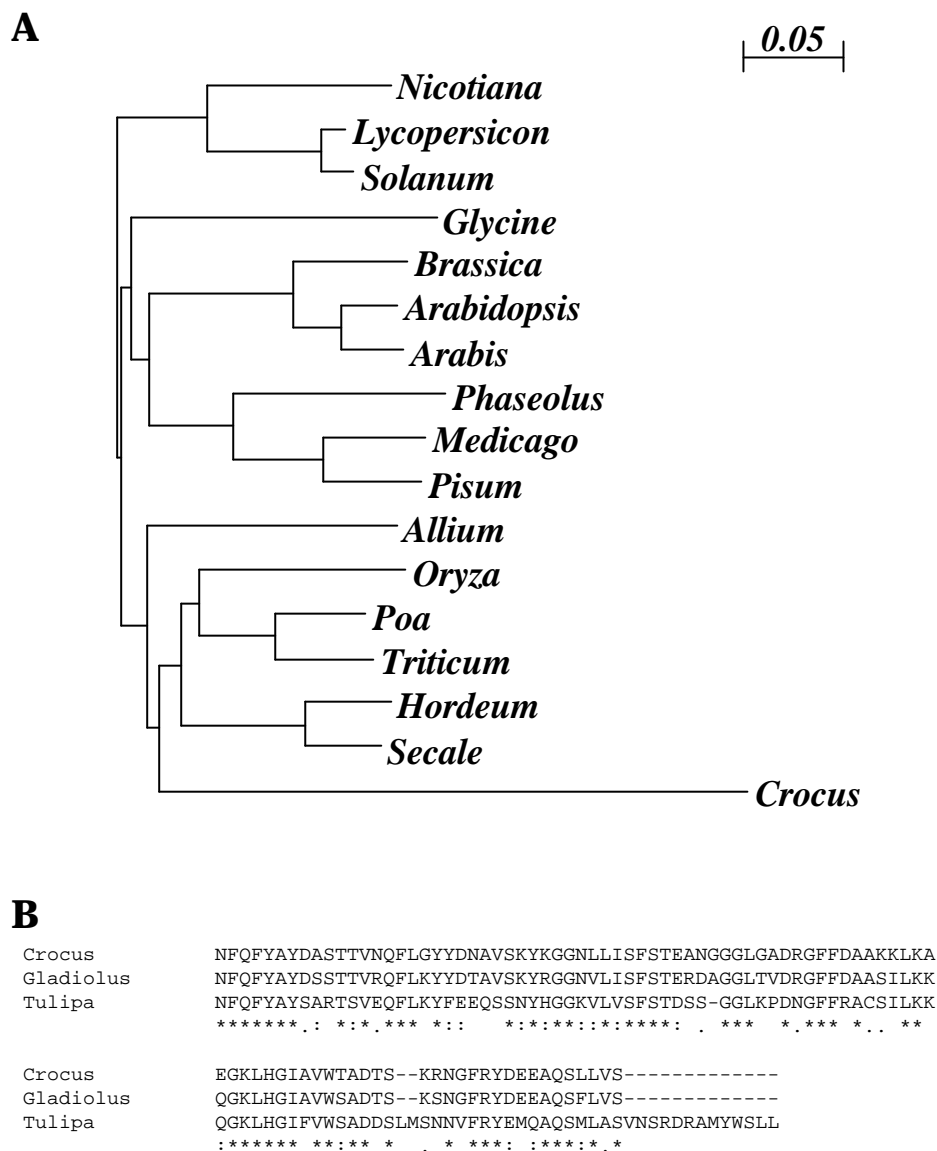 A
0.05
Nicotiana
Lycopersicon
Solanum
Glycine
Brassica
Arabidopsis
Arabis
Phaseolus
Medicago
Pisum
Allium
Oryza
Poa
Triticum
Hordeum
Secale
Crocus
B
Crocus NFQFYAYDASTTVNQFLGYYDNAVSKYKGGNLLISFSTEANGGGLGADRGFFDAAKKLKA
Gladiolus NFQFYAYDSSTTVRQFLKYYDTAVSKYRGGNVLISFSTERDAGGLTVDRGFFDAASILKK
Tulipa NFQFYAYSARTSVEQFLKYFEEQSSNYHGGKVLVSFSTDSS-GGLKPDNGFFRACSILKK
*******.: *:*.*** *::   *:*:**::*:****: . ***  *.*** *.. **
Crocus EGKLHGIAVWTADTS--KRNGFRYDEEAQSLLVS-------------
Gladiolus QGKLHGIAVWSADTS--KSNGFRYDEEAQSFLVS-------------
Tulipa QGKLHGIFVWSADDSLMSNNVFRYEMQAQSMLASVNSRDRAMYWSLL
:****** **:** *  . * ***: :***:*.*